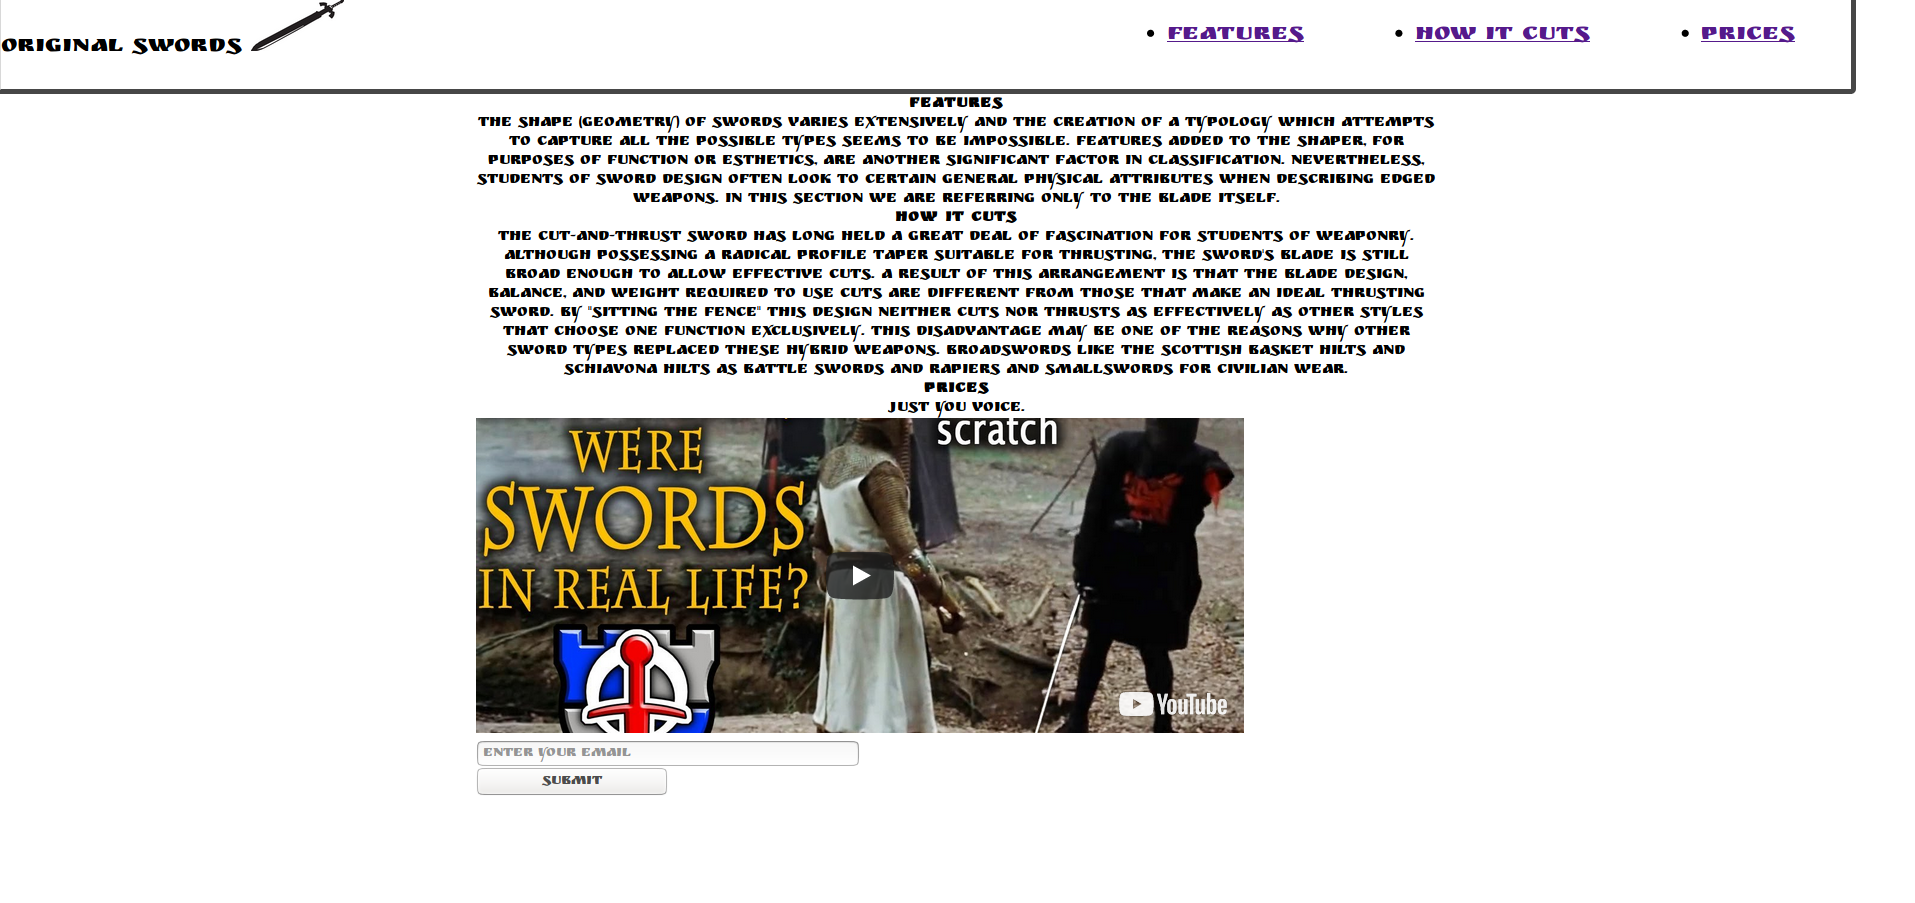 ORIGINAL SWORDS
FEATURES
HOW IT CUTS
PRICES
FEATURES
THE SHAPE (GEOMETRY) OF SWORDS VARIES EXTENSIVELY AND THE CREATION OF A TYPOLOGY WHICH ATTEMPTS
TO CAPTURE ALL THE POSSIBLE TYPES SEEMS TO BE IMPOSSIBLE. FEATURES ADDED TO THE SHAPER, FOR
PURPOSES OF FUNCTION OR ESTHETICS, ARE ANOTHER SIGNIFICANT FACTOR IN CLASSIFICATION. NEVERTHELESS,
STUDENTS OF SWORD DESIGN OFTEN LOOK TO CERTAIN GENERAL PHYSICAL ATTRIBUTES WHEN DESCRIBING EDGED
WEAPONS. IN THIS SECTION WE ARE REFERRING ONLY TO THE BLADE ITSELF.
HOW IT CUTS
THE CUT-AND-THRUST SWORD HAS LONG HELD A GREAT DEAL OF FASCINATION FOR STUDENTS OF WEAPONRY.
ALTHOUGH POSSESSING A RADICAL PROFILE TAPER SUITABLE FOR THRUSTING, THE SWORD'S BLADE IS STILL
BROAD ENOUGH TO ALLOW EFFECTIVE CUTS. A RESULT OF THIS ARRANGEMENT IS THAT THE BLADE DESIGN,
BALANCE, AND WEIGHT REQUIRED TO USE CUTS ARE DIFFERENT FROM THOSE THAT MAKE AN IDEAL THRUSTING
SWORD. BY "SITTING THE FENCE" THIS DESIGN NEITHER CUTS NOR THRUSTS AS EFFECTIVELY AS OTHER STYLES
THAT CHOOSE ONE FUNCTION EXCLUSIVELY. THIS DISADVANTAGE MAY BE ONE OF THE REASONS WHY OTHER
SWORD TYPES REPLACED THESE HYBRID WEAPONS. BROADSWORDS LIKE THE SCOTTISH BASKET HILTS AND
SCHIAVONA HILTS AS BATTLE SWORDS AND RAPIERS AND SMALLSWORDS FOR CIVILIAN WEAR.
PRICES
JUST YOU VOICE.
scratch
WERE
SWORDS
IN REAL LIFE?
YouTube
ENTER YOUR EMAIL
SUBMIT